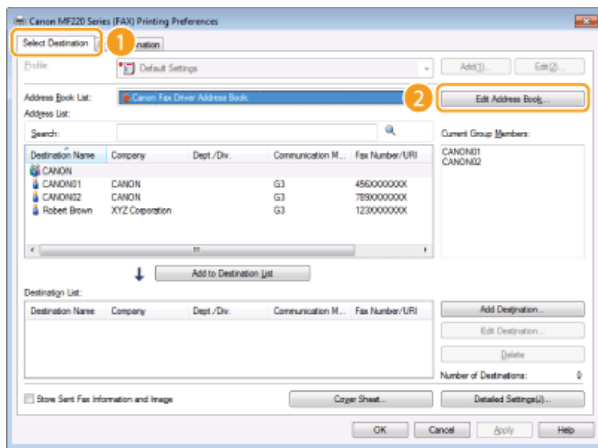 Canon MF220 Series (FAX) Printing Preferences
Select Destination 1 mation
Profile: Default Settings Add(1)... Edit(2)...
Address Book List: Canon Fax Driver Address Book 2 Edit Address Book...
Address List:
Search: Current Group Members:
Destination Name Company Dept./Div. Communication M... Fax Number/URI CANON01
CANON CANON02
CANON01 CANON G3 456XXXXXXX
CANON02 CANON G3 789XXXXXXX
Robert Brown XYZ Corporation 123XXXXXXX
Add to Destination List
Destination List:
Destination Name Company Dept./Div. Communication M... Fax Number/URI Add Destination...
Edit Destination...
Delete
Number of Destinations: 0
Store Sent Fax Information and Image Cover Sheet... Detailed Settings(J)...
OK Cancel Apply Help